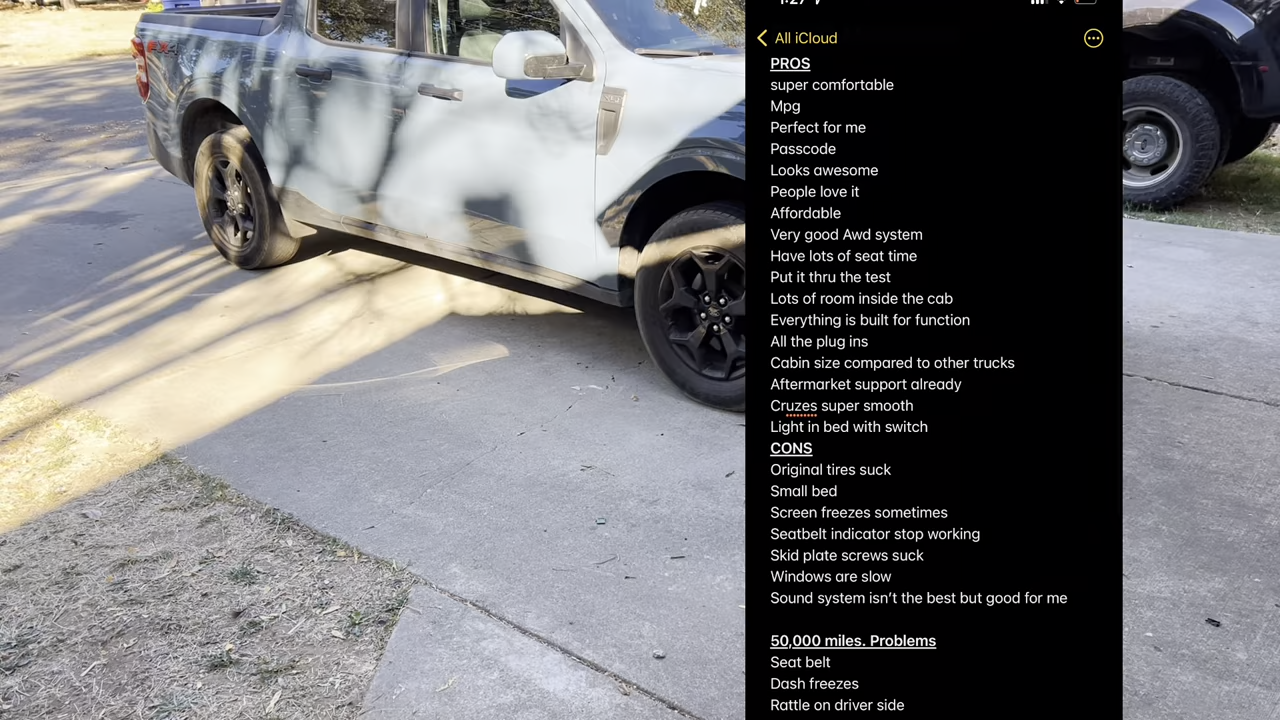 FX4
All iCloud
PROS
super comfortable
Mpg
Perfect for me
Passcode
Looks awesome
People love it
Affordable
Very good Awd system
Have lots of seat time
Put it thru the test
Lots of room inside the cab
Everything is built for function
All the plug ins
Cabin size compared to other trucks
Aftermarket support already
Cruzes super smooth
Light in bed with switch
CONS
Original tires suck
Small bed
Screen freezes sometimes
Seatbelt indicator stop working
Skid plate screws suck
Windows are slow
Sound system isn’t the best but good for me
50,000 miles. Problems
Seat belt
Dash freezes
Rattle on driver side